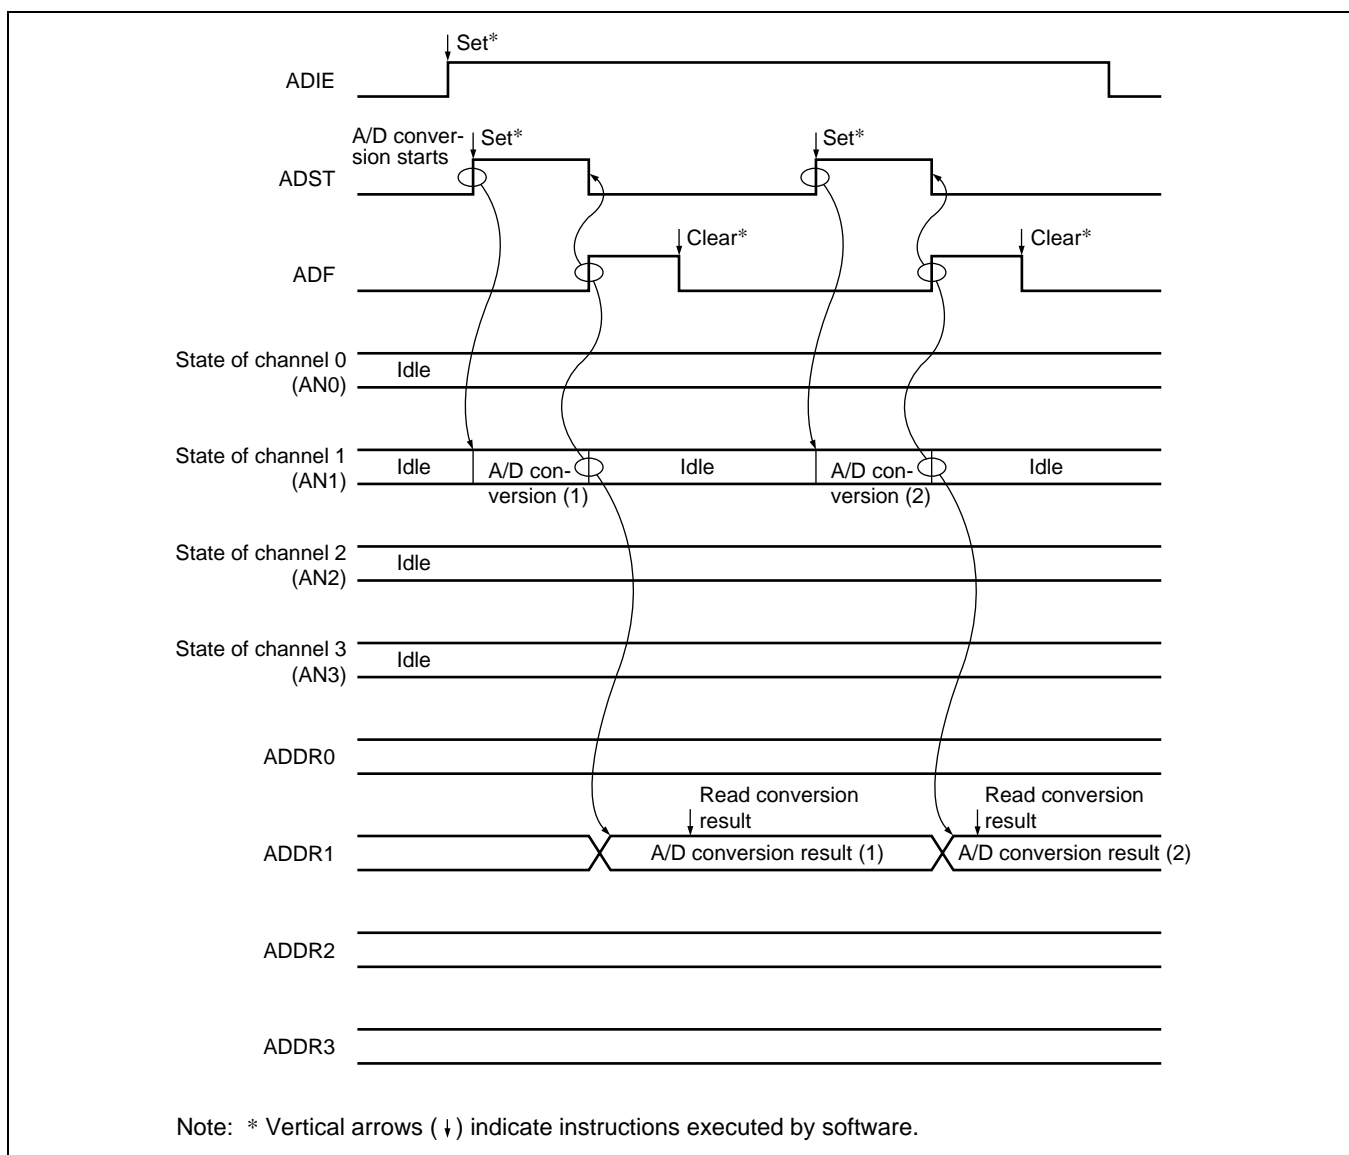 Set*
ADIE
A/D conver-
sion starts
Set*
Set*
ADST
Clear*
Clear*
ADF
State of channel 0
(AN0)
Idle
State of channel 1
(AN1)
Idle
A/D con-
version (1)
Idle
A/D con-
version (2)
Idle
State of channel 2
(AN2)
Idle
State of channel 3
(AN3)
Idle
ADDR0
Read conversion
result
Read conversion
result
ADDR1
A/D conversion result (1)
A/D conversion result (2)
ADDR2
ADDR3
Note: * Vertical arrows (↓) indicate instructions executed by software.